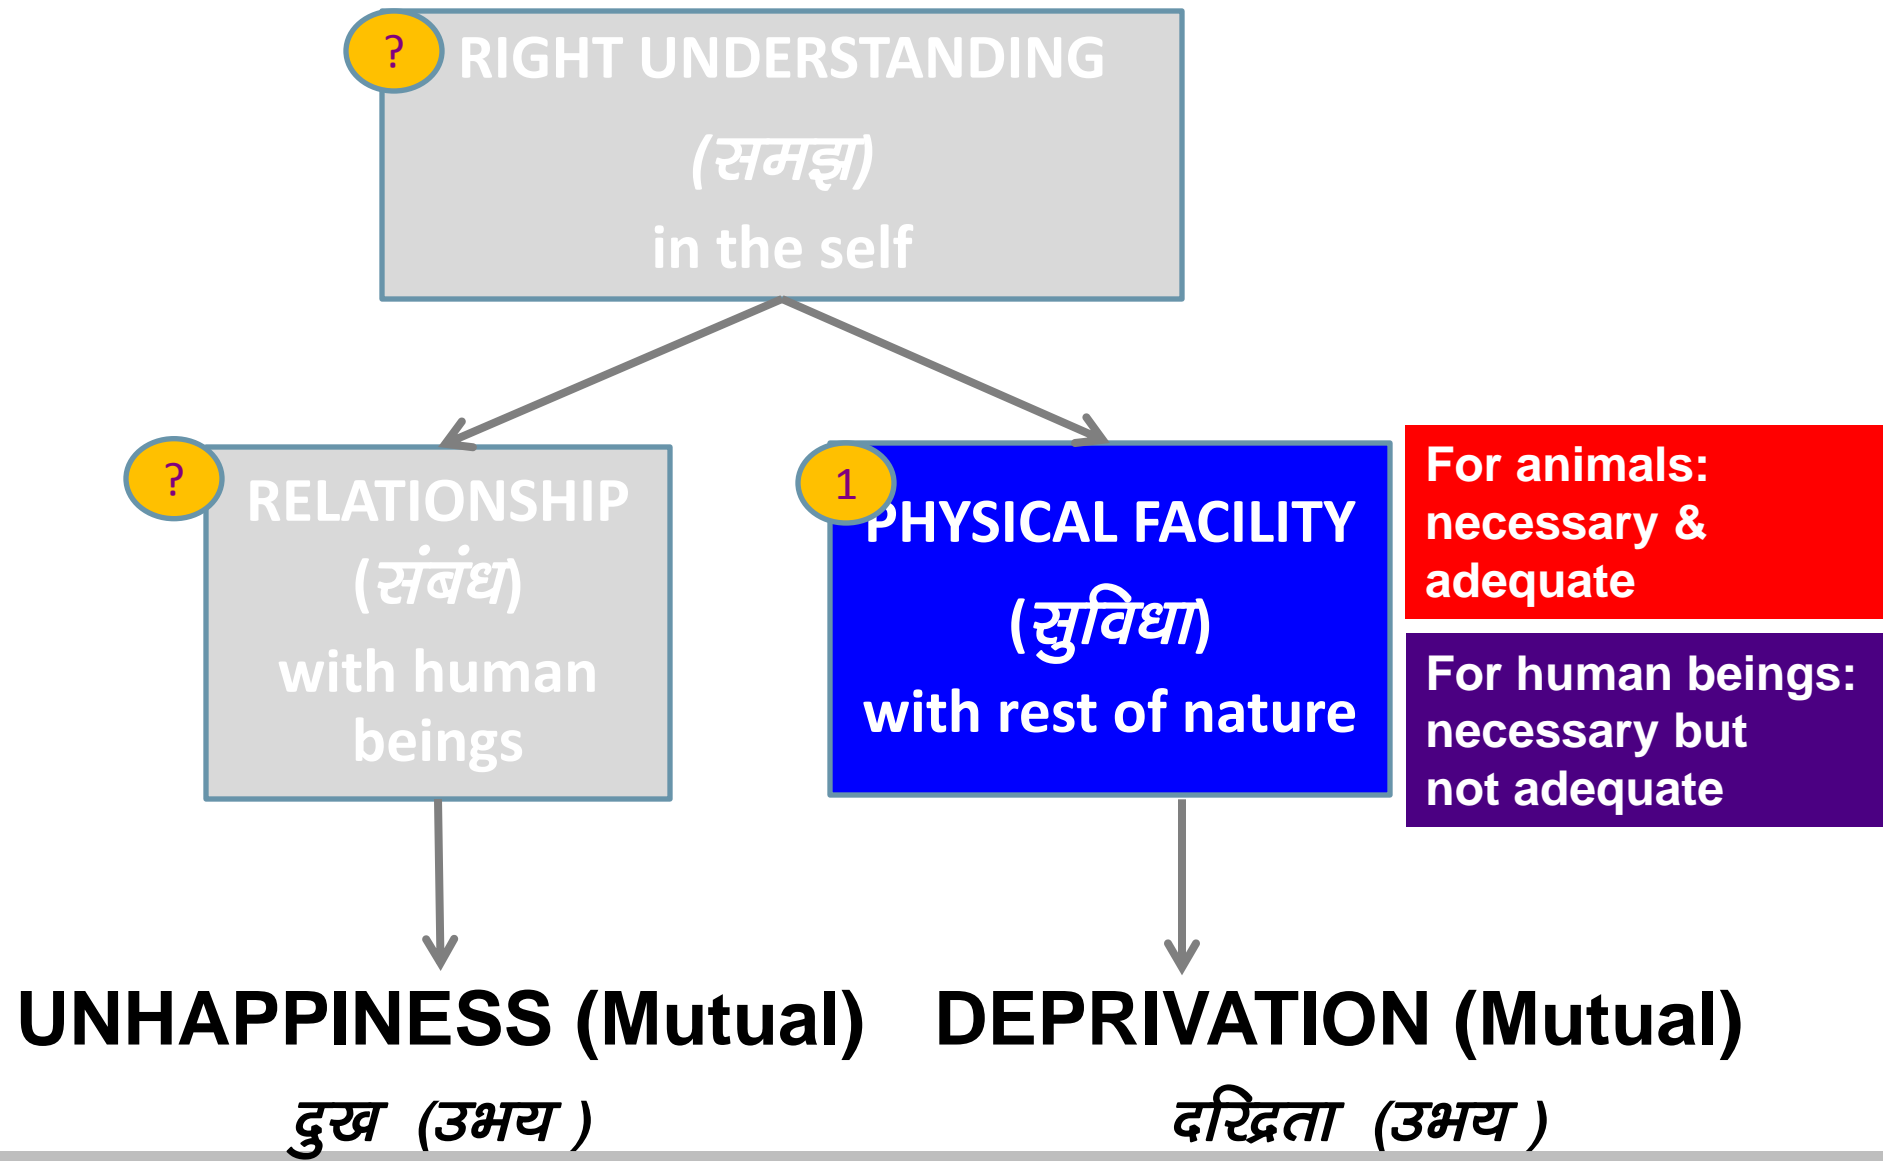 ?
RIGHT UNDERSTANDING
(समझ)
in the self
?
RELATIONSHIP
(संबंध)
with human
beings
1
PHYSICAL FACILITY
(सुविधा)
with rest of nature
For animals:
necessary &
adequate
For human beings:
necessary but
not adequate
UNHAPPINESS (Mutual)
दुख (उभय )
DEPRIVATION (Mutual)
दरिद्रता (उभय )